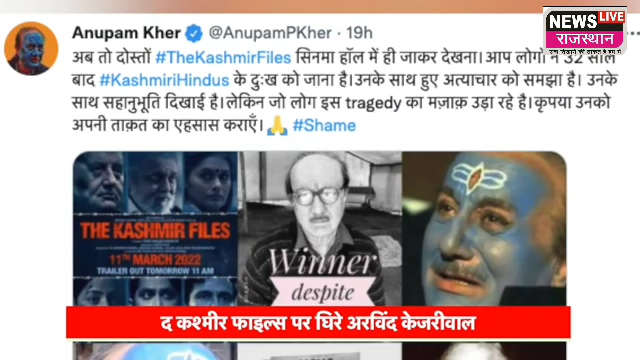 Anupam Kher @AnupamPKher · 19h
NEWS LIVE
राजस्थान
अब तो दोस्तों #TheKashmirFiles सिनमा हॉल में ही जाकर देखना।आप लोगों ने 32 साल
बाद #KashmiriHindus के दुःख को जाना है।उनके साथ हुए अत्याचार को समझा है। उनके
साथ सहानुभूति दिखाई है।लेकिन जो लोग इस tragedy का मज़ाक़ उड़ा रहे है।कृपया उनको
अपनी ताक़त का एहसास कराएँ।🙏 #Shame
THE KASHMIR FILES
11TH MARCH 2022
TRAILER OUT TOMORROW 11 AM
Winner
despite
द कश्मीर फाइल्स पर घिरे अरविंद केजरीवाल